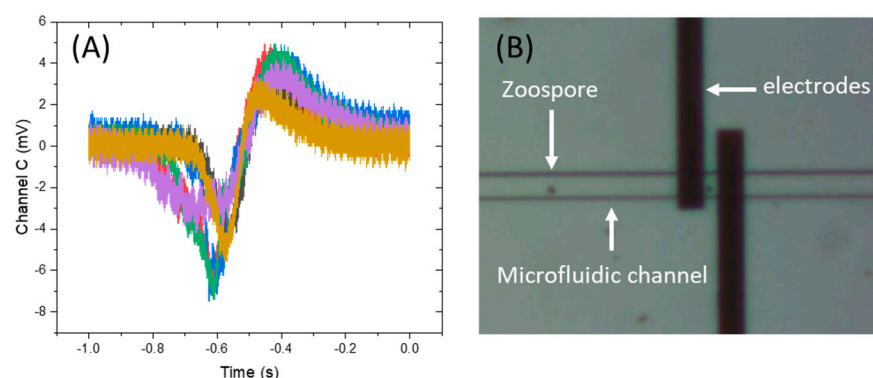 (A)
Channel C (mV)
6
4
2
0
-2
-4
-6
-8
-1.0 -0.8 -0.6 -0.4 -0.2 0.0
Time (s)
(B)
Zoospore
electrodes
Microfluidic channel